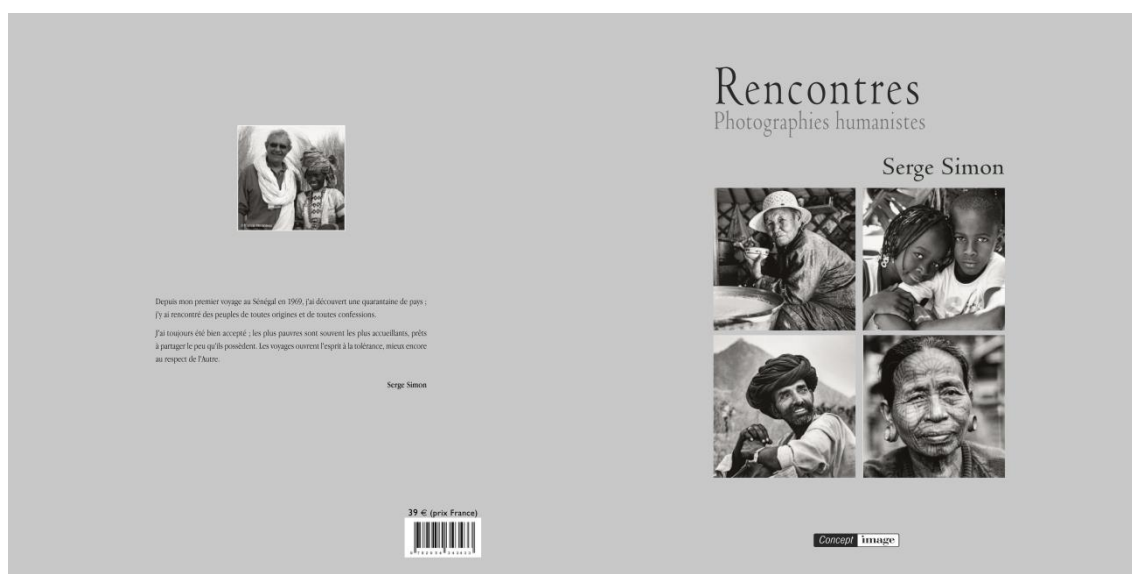 Depuis mon premier voyage au Sénégal en 1969, j'ai découvert une quarantaine de pays ;
j'y ai rencontré des peuples de toutes origines et de toutes confessions.
J'ai toujours été bien accepté ; les plus pauvres sont souvent les plus accueillants, prêts
à partager le peu qu'ils possèdent. Les voyages ouvrent l'esprit à la tolérance, mieux encore
au respect de l'Autre.
Serge Simon
39 € (prix France)
Rencontres
Photographies humanistes
Serge Simon
Concept image